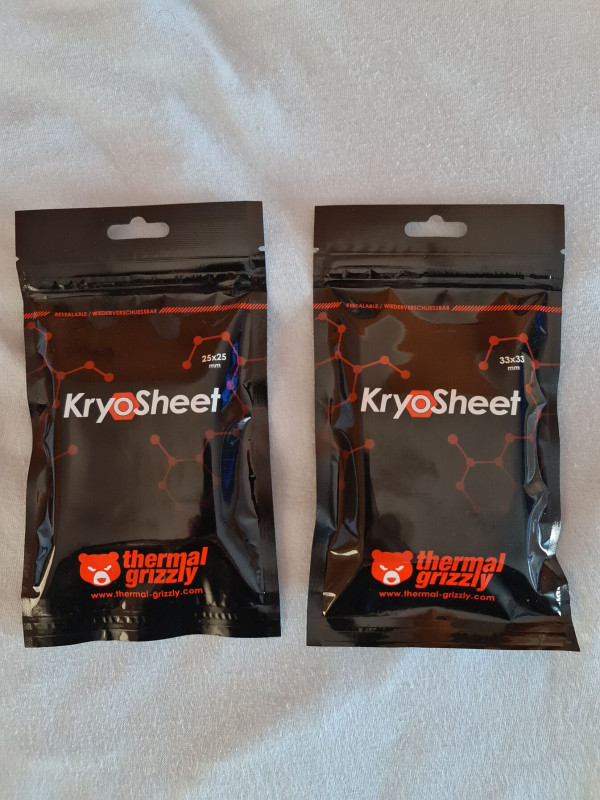 RESEALABLE / WIEDERVERSCHLIESSBAR
25x25
mm
KryoSheet
thermal
grizzly
www.thermal-grizzly.com
RESEALABLE / WIEDERVERSCHLIESSBAR
33x33
mm
KryoSheet
thermal
grizzly
www.thermal-grizzly.com